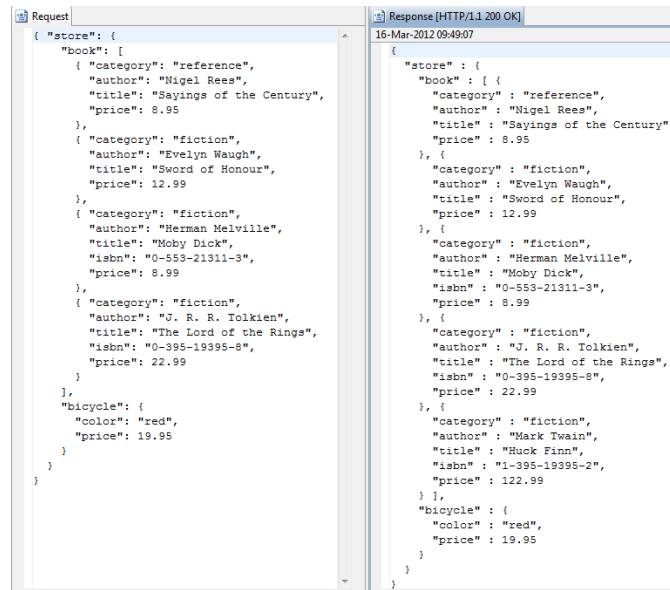 Request
{ "store": {
    "book": [
      { "category": "reference",
        "author": "Nigel Rees",
        "title": "Sayings of the Century",
        "price": 8.95
      },
      { "category": "fiction",
        "author": "Evelyn Waugh",
        "title": "Sword of Honour",
        "price": 12.99
      },
      { "category": "fiction",
        "author": "Herman Melville",
        "title": "Moby Dick",
        "isbn": "0-553-21311-3",
        "price": 8.99
      },
      { "category": "fiction",
        "author": "J. R. R. Tolkien",
        "title": "The Lord of the Rings",
        "isbn": "0-395-19395-8",
        "price": 22.99
      }
    ],
    "bicycle": {
      "color": "red",
      "price": 19.95
    }
  }
}
Response [HTTP/1.1 200 OK]
16-Mar-2012 09:49:07
{
  "store" : {
    "book" : [ {
      "category" : "reference",
      "author" : "Nigel Rees",
      "title" : "Sayings of the Century"
      "price" : 8.95
    }, {
      "category" : "fiction",
      "author" : "Evelyn Waugh",
      "title" : "Sword of Honour",
      "price" : 12.99
    }, {
      "category" : "fiction",
      "author" : "Herman Melville",
      "title" : "Moby Dick",
      "isbn" : "0-553-21311-3",
      "price" : 8.99
    }, {
      "category" : "fiction",
      "author" : "J. R. R. Tolkien",
      "title" : "The Lord of the Rings",
      "isbn" : "0-395-19395-8",
      "price" : 22.99
    }, {
      "category" : "fiction",
      "author" : "Mark Twain",
      "title" : "Huck Finn",
      "isbn" : "1-395-19395-2",
      "price" : 122.99
    } ],
    "bicycle" : {
      "color" : "red",
      "price" : 19.95
    }
  }
}